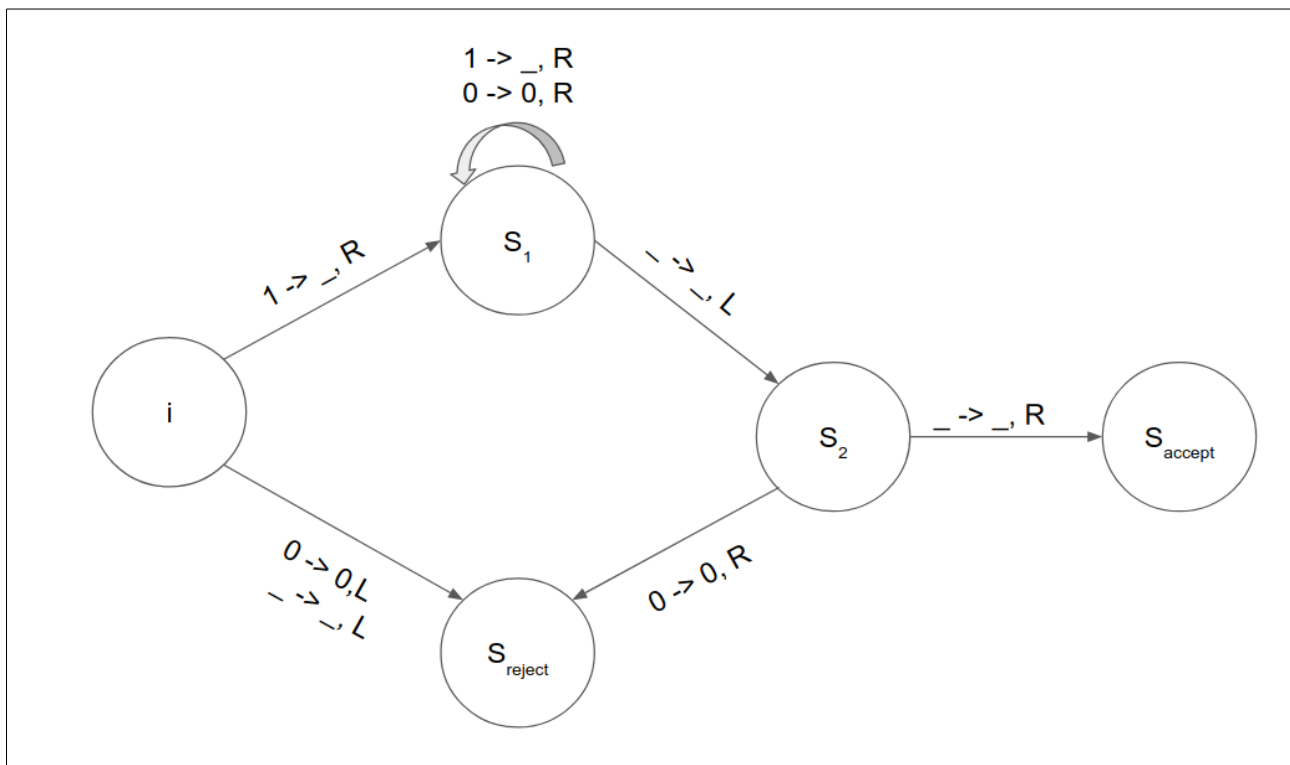 1 -> _, R
0 -> 0, R
S1
1 -> _, R
_ -> _, L
i
S2
_ -> _, R
Saccept
0 -> 0,L
_ -> _, L
0 -> 0, R
Sreject